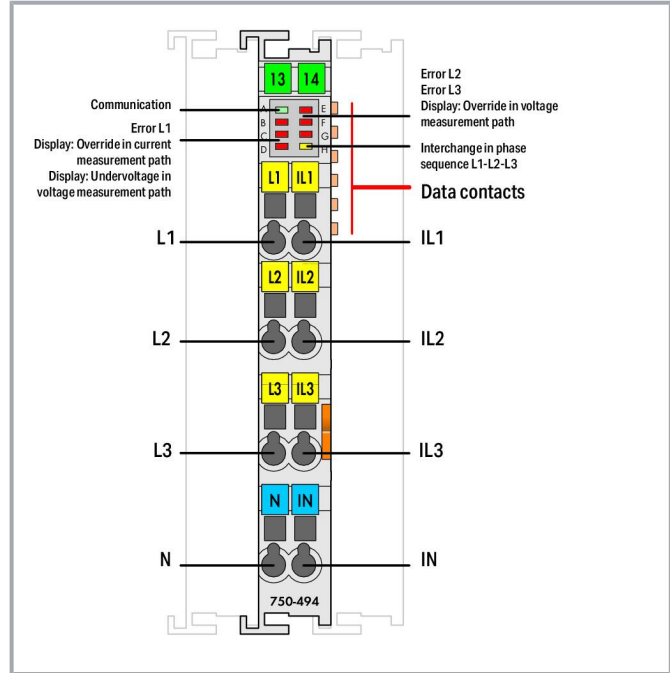 13 14
Communication
Error L1
Display: Override in current
measurement path
Display: Undervoltage in
voltage measurement path
A E
B F
C G
D H
Error L2
Error L3
Display: Override in voltage
measurement path
Interchange in phase
sequence L1-L2-L3
Data contacts
L1 IL1
L1 IL1
L2 IL2
L2 IL2
L3 IL3
L3 IL3
N IN
N IN
750-494